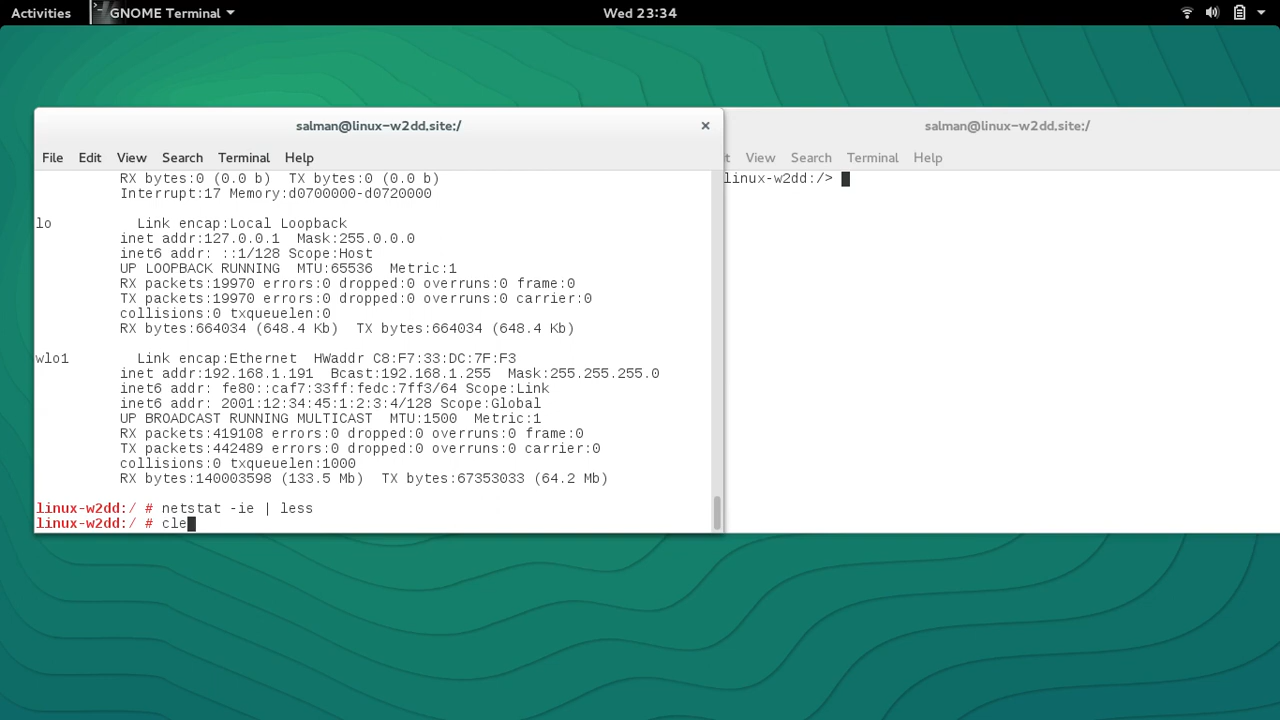 Activities GNOME Terminal Wed 23:34
salman@linux-w2dd.site:/
File Edit View Search Terminal Help
RX bytes:0 (0.0 b)  TX bytes:0 (0.0 b)
Interrupt:17 Memory:d0700000-d0720000
lo        Link encap:Local Loopback
inet addr:127.0.0.1  Mask:255.0.0.0
inet6 addr: ::1/128 Scope:Host
UP LOOPBACK RUNNING  MTU:65536  Metric:1
RX packets:19970 errors:0 dropped:0 overruns:0 frame:0
TX packets:19970 errors:0 dropped:0 overruns:0 carrier:0
collisions:0 txqueuelen:0
RX bytes:664034 (648.4 Kb)  TX bytes:664034 (648.4 Kb)
wlo1      Link encap:Ethernet  HWaddr C8:F7:33:DC:7F:F3
inet addr:192.168.1.191  Bcast:192.168.1.255  Mask:255.255.255.0
inet6 addr: fe80::caf7:33ff:fedc:7ff3/64 Scope:Link
inet6 addr: 2001:12:34:45:1:2:3:4/128 Scope:Global
UP BROADCAST RUNNING MULTICAST  MTU:1500  Metric:1
RX packets:419108 errors:0 dropped:0 overruns:0 frame:0
TX packets:442489 errors:0 dropped:0 overruns:0 carrier:0
collisions:0 txqueuelen:1000
RX bytes:140003598 (133.5 Mb)  TX bytes:67353033 (64.2 Mb)
linux-w2dd:/ # netstat -ie | less
linux-w2dd:/ # cle
salman@linux-w2dd.site:/
t View Search Terminal Help
linux-w2dd:/>